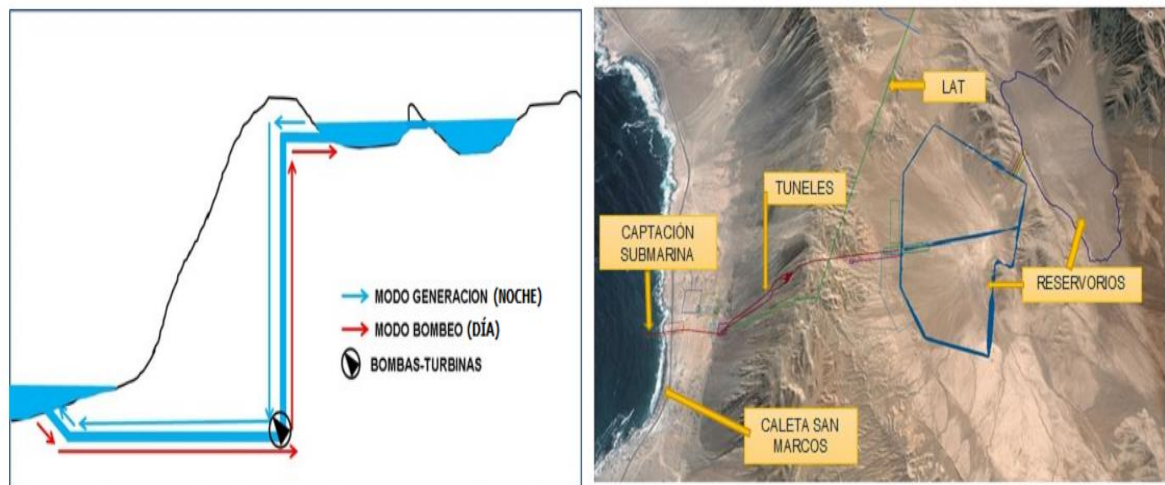 MODO GENERACION (NOCHE)
MODO BOMBEO (DÍA)
BOMBAS-TURBINAS
LAT
TUNELES
CAPTACIÓN
SUBMARINA
RESERVORIOS
CALETA SAN
MARCOS